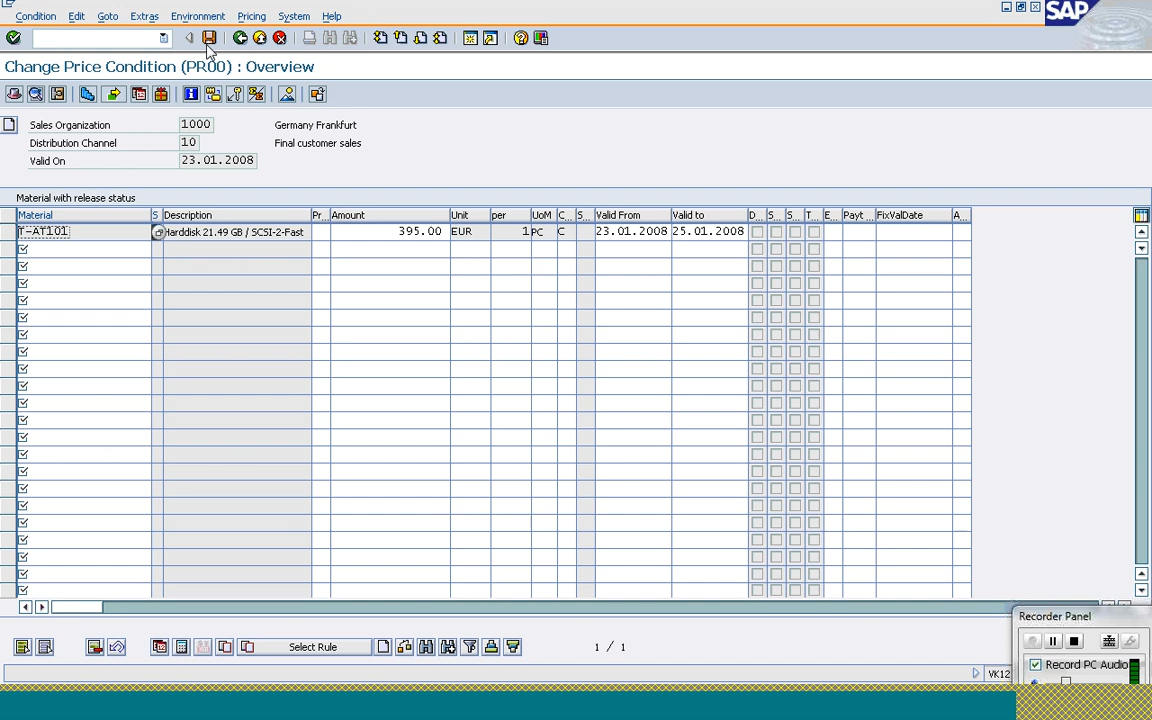 Condition Edit Goto Extras Environment Pricing System Help
SAP
Change Price Condition (PR00) : Overview
Sales Organization 1000 Germany Frankfurt
Distribution Channel 10 Final customer sales
Valid On 23.01.2008
Material with release status
Material S Description Pr... Amount Unit per UoM C... S... Valid From Valid to D... S... S... T... E... Payt FixValDate A...
T-AT101 Harddisk 21.49 GB / SCSI-2-Fast 395.00 EUR 1 PC C 23.01.2008 25.01.2008
Recorder Panel
Select Rule 1 / 1
Record PC Audio
VK12